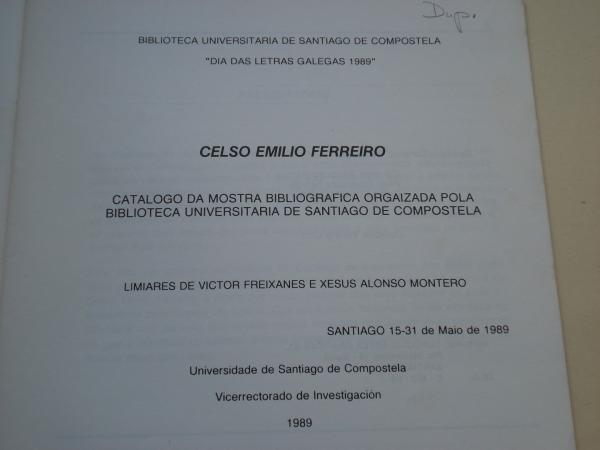 Dup.
BIBLIOTECA UNIVERSITARIA DE SANTIAGO DE COMPOSTELA
"DIA DAS LETRAS GALEGAS 1989"
CELSO EMILIO FERREIRO
CATALOGO DA MOSTRA BIBLIOGRAFICA ORGAIZADA POLA
BIBLIOTECA UNIVERSITARIA DE SANTIAGO DE COMPOSTELA
LIMIARES DE VICTOR FREIXANES E XESUS ALONSO MONTERO
SANTIAGO 15-31 de Maio de 1989
Universidade de Santiago de Compostela
Vicerrectorado de Investigación
1989